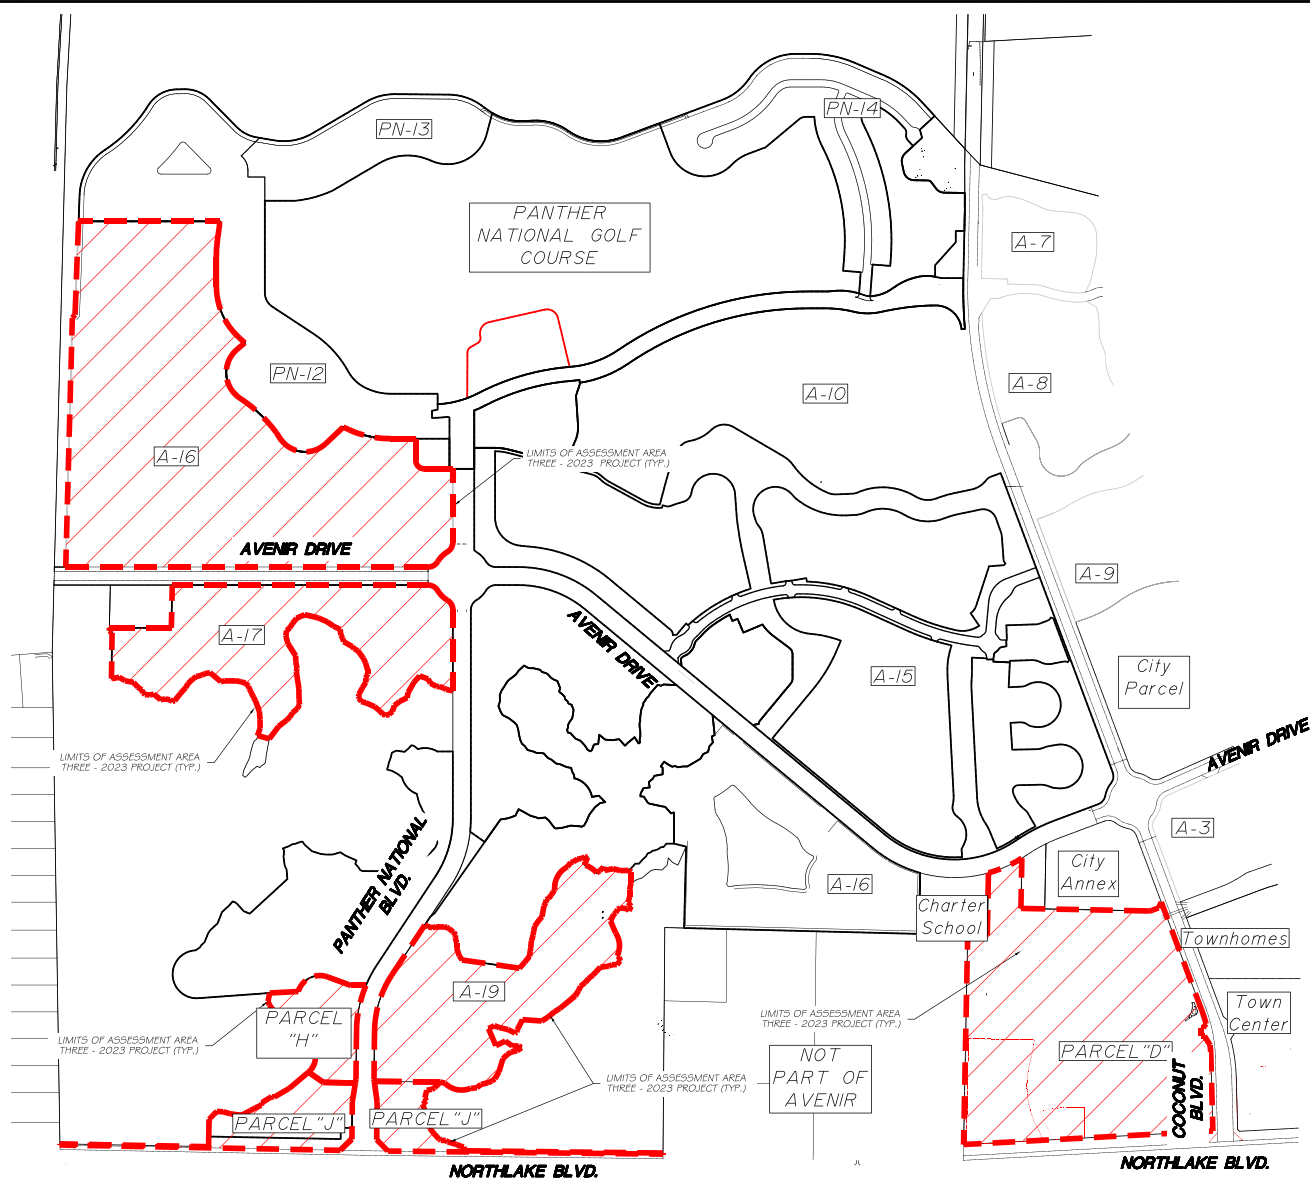 PN-13
PN-14
PANTHER
NATIONAL GOLF
COURSE
A-7
PN-12
A-8
A-10
A-16
LIMITS OF ASSESSMENT AREA
THREE - 2023 PROJECT (TYP.)
AVENIR DRIVE
A-9
A-17
AVENIR DRIVE
City
Parcel
A-15
AVENIR DRIVE
LIMITS OF ASSESSMENT AREA
THREE - 2023 PROJECT (TYP.)
A-3
PANTHER NATIONAL
BLVD.
City
Annex
A-16
Charter
School
Townhomes
A-19
Town
Center
PARCEL
"H"
LIMITS OF ASSESSMENT AREA
THREE - 2023 PROJECT (TYP.)
LIMITS OF ASSESSMENT AREA
THREE - 2023 PROJECT (TYP.)
PARCEL"D"
NOT
PART OF
AVENIR
LIMITS OF ASSESSMENT AREA
THREE - 2023 PROJECT (TYP.)
COCONUT
BLVD.
PARCEL"J"
PARCEL"J"
NORTHLAKE BLVD.
NORTHLAKE BLVD.